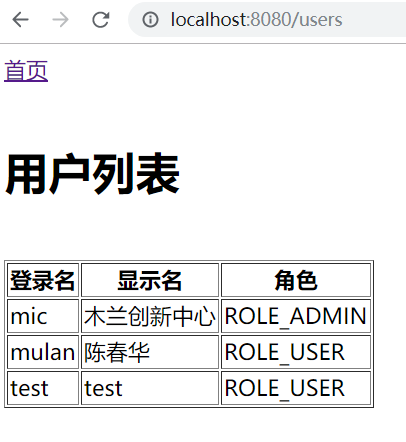 localhost:8080/users
首页
用户列表
登录名 显示名 角色
mic 木兰创新中心 ROLE_ADMIN
mulan 陈春华 ROLE_USER
test test ROLE_USER